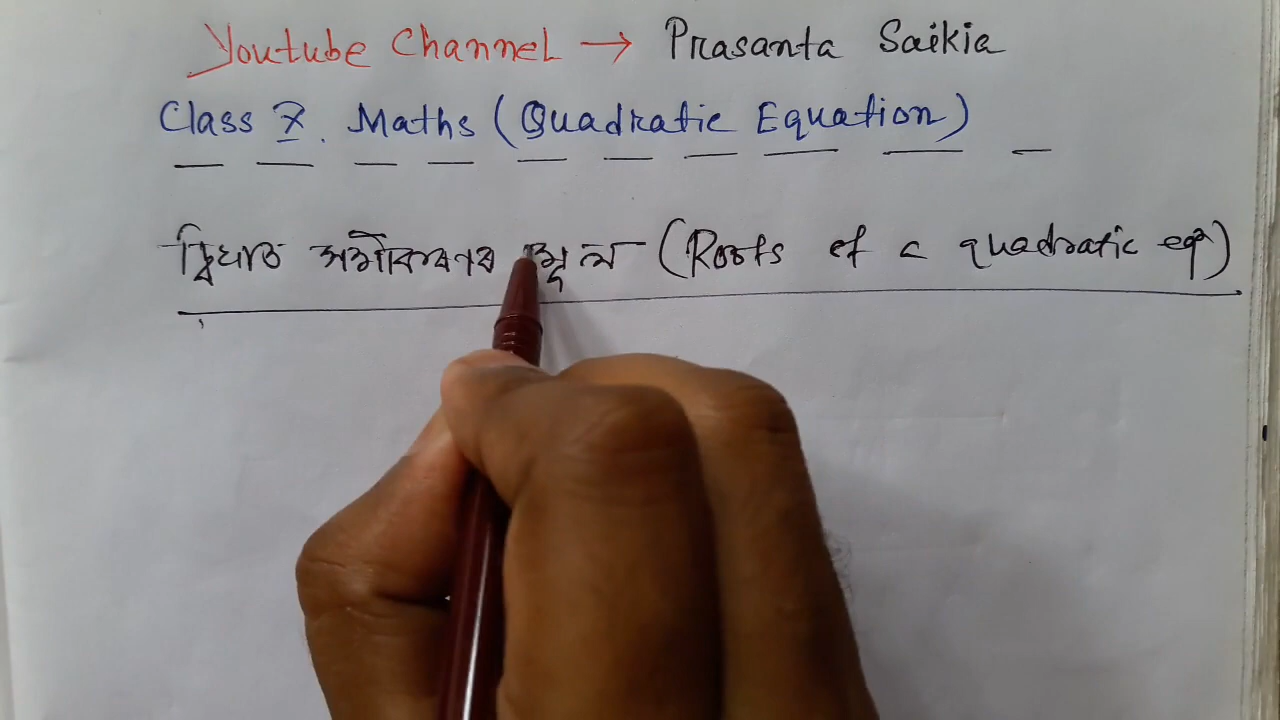 Youtube Channel → Prasanta Saikia
Class X. Maths (Quadratic Equation)
দ্বিঘাত সমীকৰণৰ মূল (Roots of a quadratic eqⁿ)